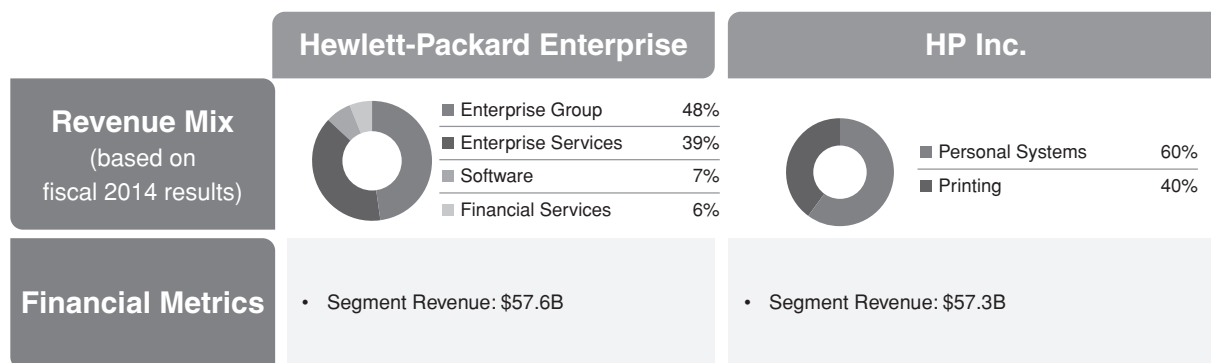 Hewlett-Packard Enterprise
HP Inc.
Revenue Mix
(based on
fiscal 2014 results)
Enterprise Group 48%
Enterprise Services 39%
Software 7%
Financial Services 6%
Personal Systems 60%
Printing 40%
Financial Metrics
• Segment Revenue: $57.6B
• Segment Revenue: $57.3B